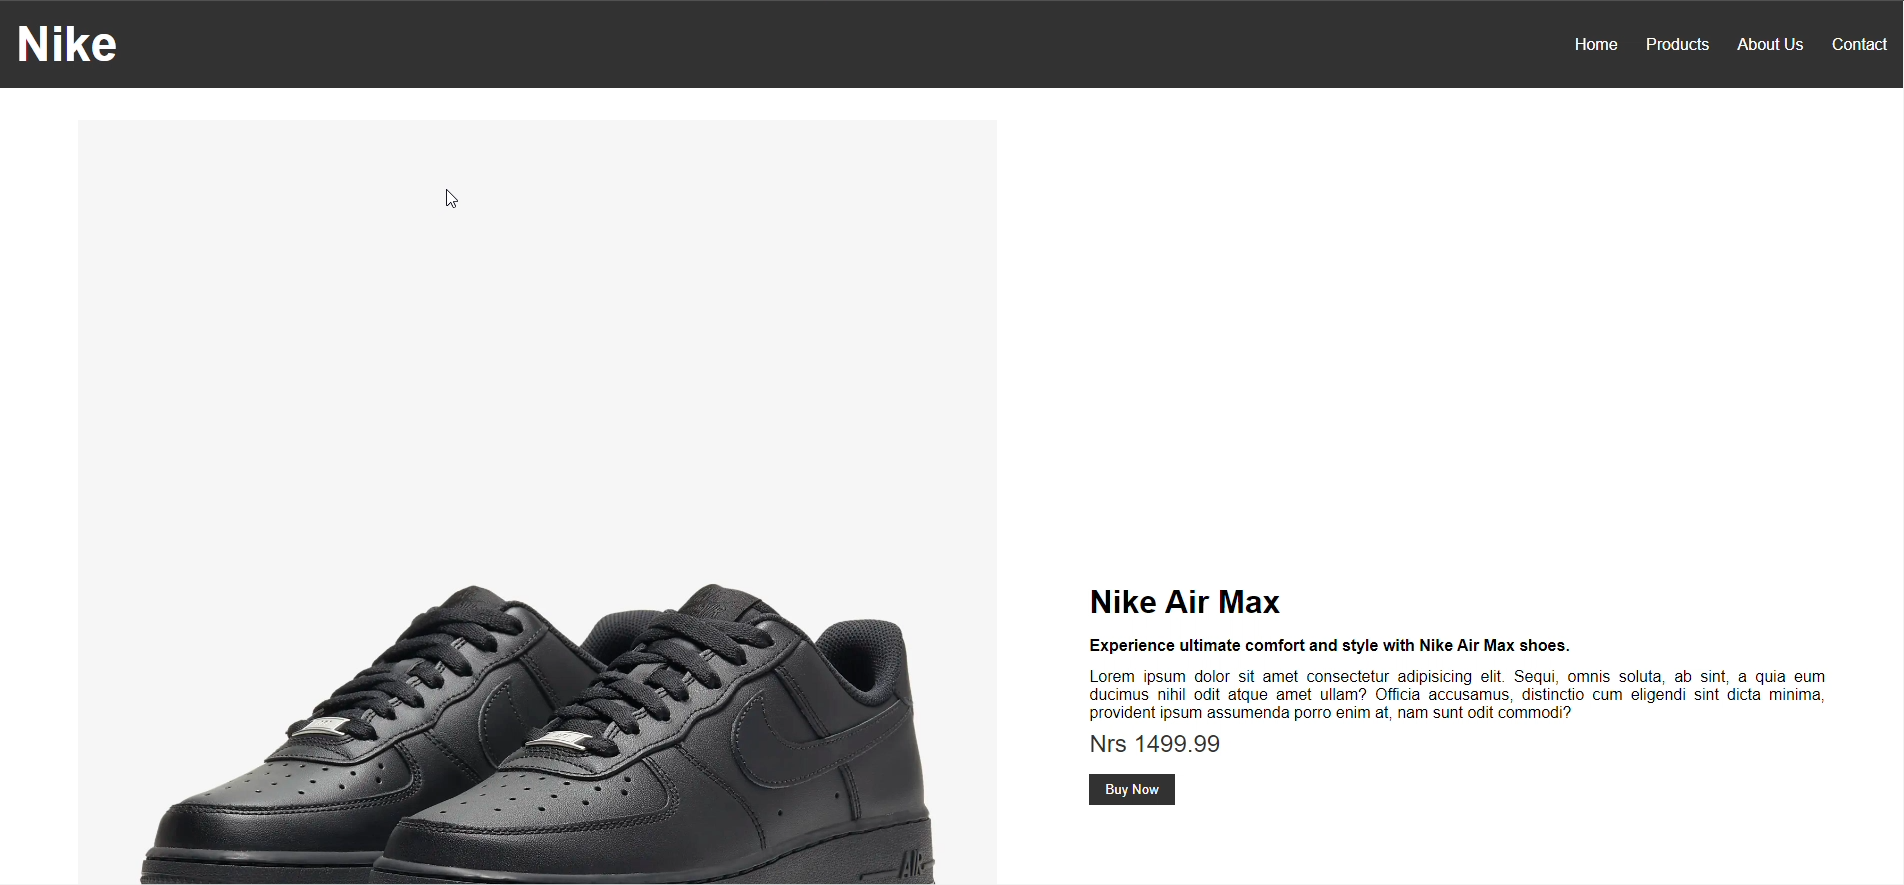 Nike
Home Products About Us Contact
Nike Air Max
Experience ultimate comfort and style with Nike Air Max shoes.
Lorem ipsum dolor sit amet consectetur adipisicing elit. Sequi, omnis soluta, ab sint, a quia eum
ducimus nihil odit atque amet ullam? Officia accusamus, distinctio cum eligendi sint dicta minima,
provident ipsum assumenda porro enim at, nam sunt odit commodi?
Nrs 1499.99
Buy Now
AIR